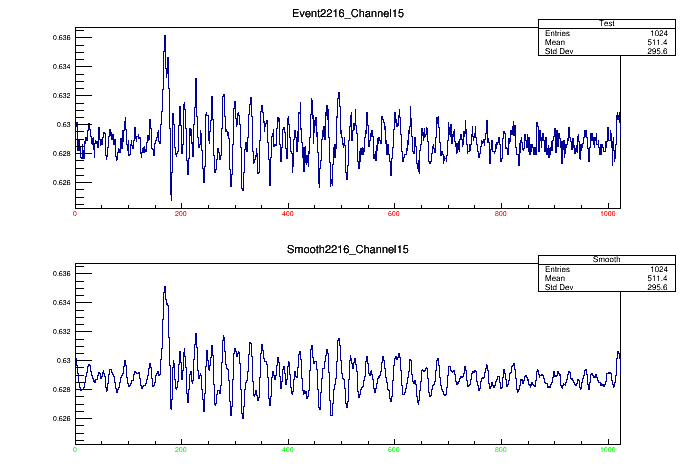 Event2216_Channel15
Test
Entries 1024
Mean 511.4
Std Dev 295.6
0.636
0.634
0.632
0.63
0.628
0.626
0 200 400 600 800 1000
Smooth2216_Channel15
Smooth
Entries 1024
Mean 511.4
Std Dev 295.6
0.636
0.634
0.632
0.63
0.628
0.626
0 200 400 600 800 1000